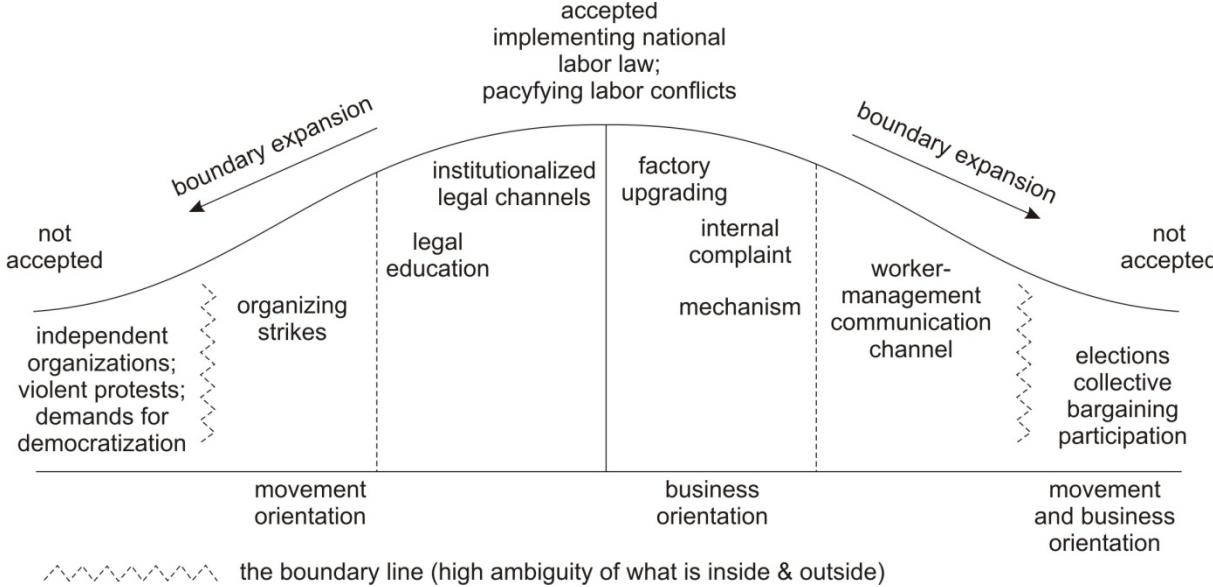 accepted
implementing national
labor law;
pacyfying labor conflicts
boundary expansion
boundary expansion
not
accepted
institutionalized
legal channels
legal
education
organizing
strikes
independent
organizations;
violent protests;
demands for
democratization
factory
upgrading
internal
complaint
mechanism
worker-
management
communication
channel
not
accepted
elections
collective
bargaining
participation
movement
orientation
business
orientation
movement
and business
orientation
the boundary line (high ambiguity of what is inside & outside)